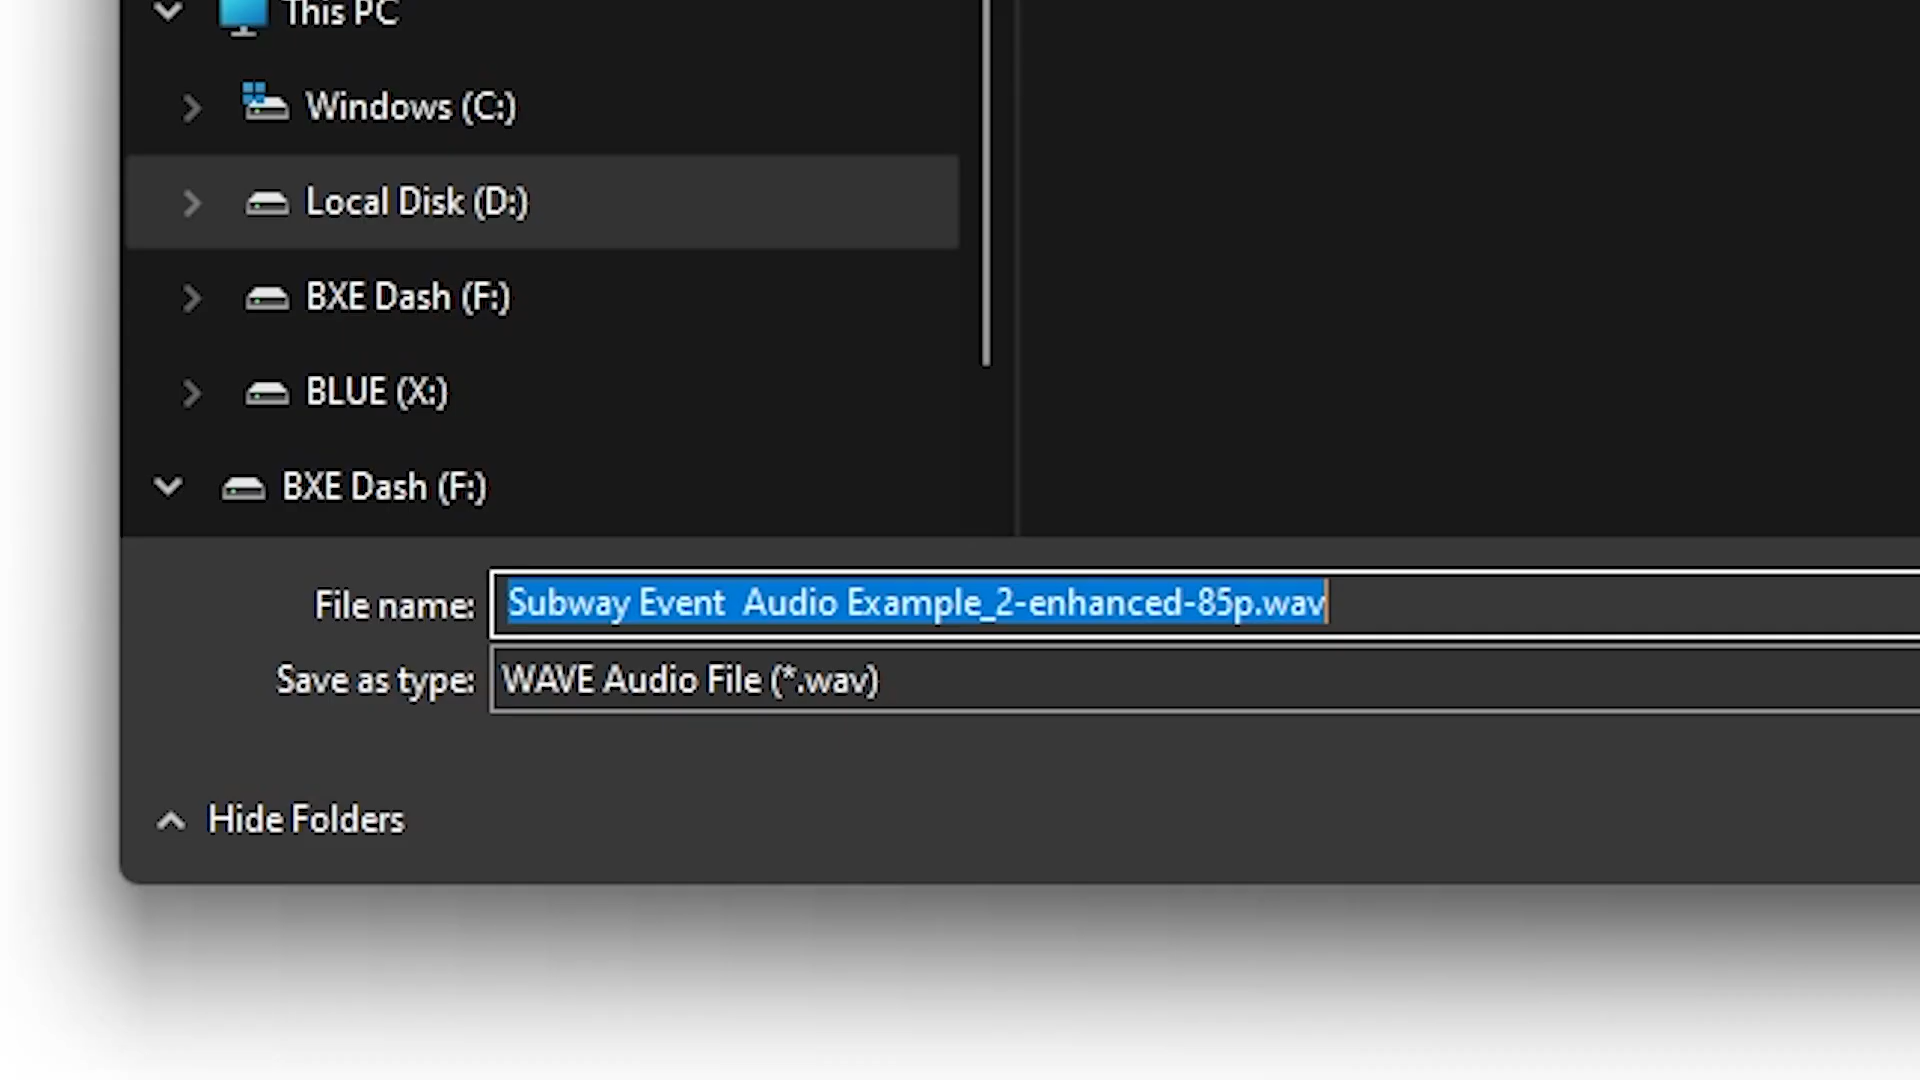 This PC
Windows (C:)
Local Disk (D:)
BXE Dash (F:)
BLUE (X:)
BXE Dash (F:)
File name: Subway Event  Audio Example_2-enhanced-85p.wav
Save as type: WAVE Audio File (*.wav)
Hide Folders